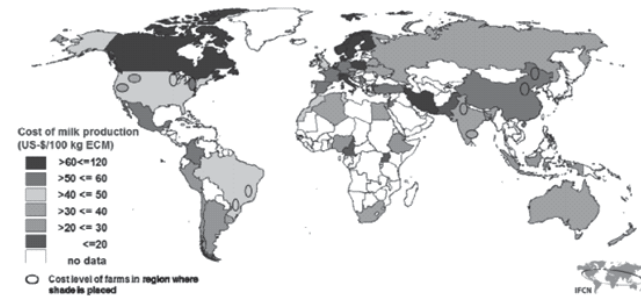 Cost of milk production
(US-$/100 kg ECM)
>60<=120
>50 <= 60
>40 <= 50
>30 <= 40
>20 <= 30
<=20
no data
Cost level of farms in region where
shade is placed
IFCN